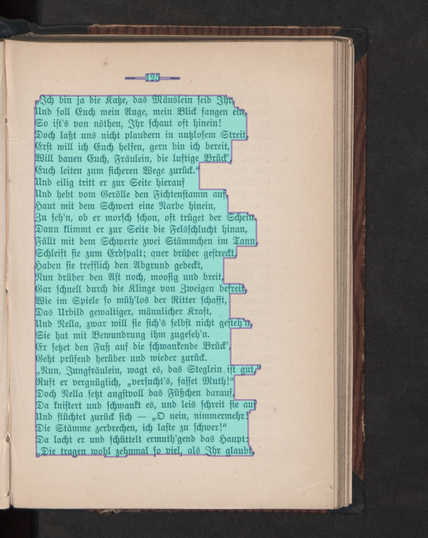 „Ich bin ja die Katze, das Mäuslein seid Ihr,
Und soll Euch mein Auge, mein Blick fangen ein,
So ist's von nöthen, Ihr schaut oft hinein!
Doch laßt uns nicht plaudern in nutzlosem Streit,
Erst will ich Euch helfen, gern bin ich bereit,
Will bauen Euch, Fräulein, die luftige Brück',
Euch leiten zum sicheren Wege zurück.“
Und eilig tritt er zur Seite hierauf
Und hebt vom Gerölle den Fichtenstamm auf,
Haut mit dem Schwert eine Narbe hinein,
Zu seh'n, ob er morsch schon, oft trüget der Schein,
Dann klimmt er zur Seite die Felsschlucht hinan,
Fällt mit dem Schwerte zwei Stämmchen im Tann,
Schleift sie zum Erdspalt; quer drüber gestreckt,
Haben sie trefflich den Abgrund gedeckt,
Nun drüber den Ast noch, moosig und breit,
Gar schnell durch die Klinge von Zweigen befreit,
Wie im Spiele so müh'los der Ritter schafft,
Das Urbild gewaltiger, männlicher Kraft,
Und Nella, zwar will sie sich's selbst nicht gesteh'n,
Sie hat mit Bewundrung ihm zugeseh'n.
Er setzet den Fuß auf die schwankende Brück',
Geht prüfend herüber und wieder zurück.
„Nun, Jungfräulein, wagt es, das Steglein ist gut,“
Ruft er vergnüglich, „versucht's, fasset Muth!“
Doch Nella setzt angstvoll das Füßchen darauf,
Da knistert und schwankt es, und leis schreit sie auf
Und flüchtet zurück sich — „O nein, nimmermehr!
Die Stämme zerbrechen, ich laste zu schwer!“
Da lacht er und schüttelt ermuth'gend das Haupt:
„Die tragen wohl zehnmal so viel, als Ihr glaubt,